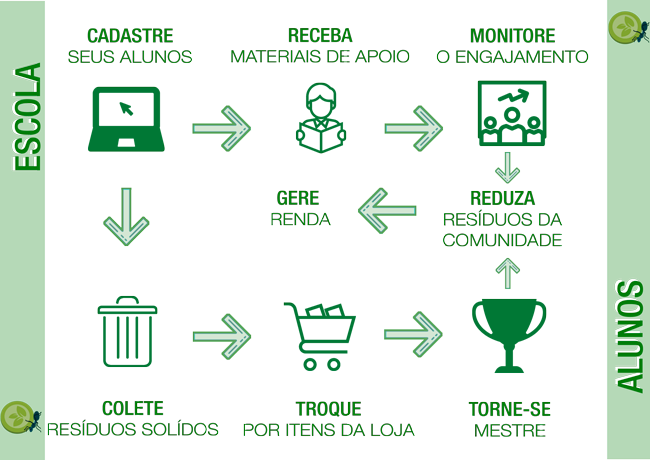 ESCOLA
CADASTRE
SEUS ALUNOS
RECEBA
MATERIAIS DE APOIO
MONITORE
O ENGAJAMENTO
GERE
RENDA
REDUZA
RESÍDUOS DA
COMUNIDADE
COLETE
RESÍDUOS SOLÍDOS
TROQUE
POR ITENS DA LOJA
TORNE-SE
MESTRE
ALUNOS